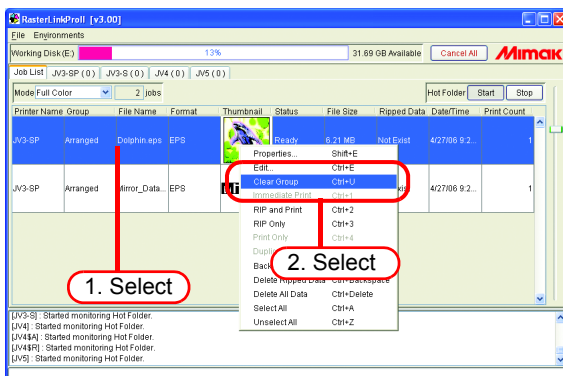 RasterLinkProII [v3.00]
File Environments
Working Disk(E:) 13% 31.69 GB Available Cancel All Mimaki
Job List JV3-SP ( 0 ) JV3-S ( 0 ) JV4 ( 0 ) JV5 ( 0 )
Mode Full Color 2 jobs Hot Folder Start Stop
Printer Name Group File Name Format Thumbnail Status File Size Ripped Data Date/Time Print Count
JV3-SP Arranged Dolphin.eps EPS Ready 6.21 MB Not Exist 4/27/06 9:2... 1
Properties... Shift+E
Edit... Ctrl+E
Clear Group Ctrl+U
JV3-SP Arranged Mirror_Data... EPS 4/27/06 9:2... 1
Immediate Print Ctrl+1
RIP and Print Ctrl+2
RIP Only Ctrl+3
Print Only Ctrl+4
2. Select
1. Select
Delete Ripped Data Ctrl+Backspace
Delete All Data Ctrl+Delete
Select All Ctrl+A
Unselect All Ctrl+Z
[JV3-S] : Started monitoring Hot Folder.
[JV4] : Started monitoring Hot Folder.
[JV4$A] : Started monitoring Hot Folder.
[JV4$R] : Started monitoring Hot Folder.
[JV5] : Started monitoring Hot Folder.